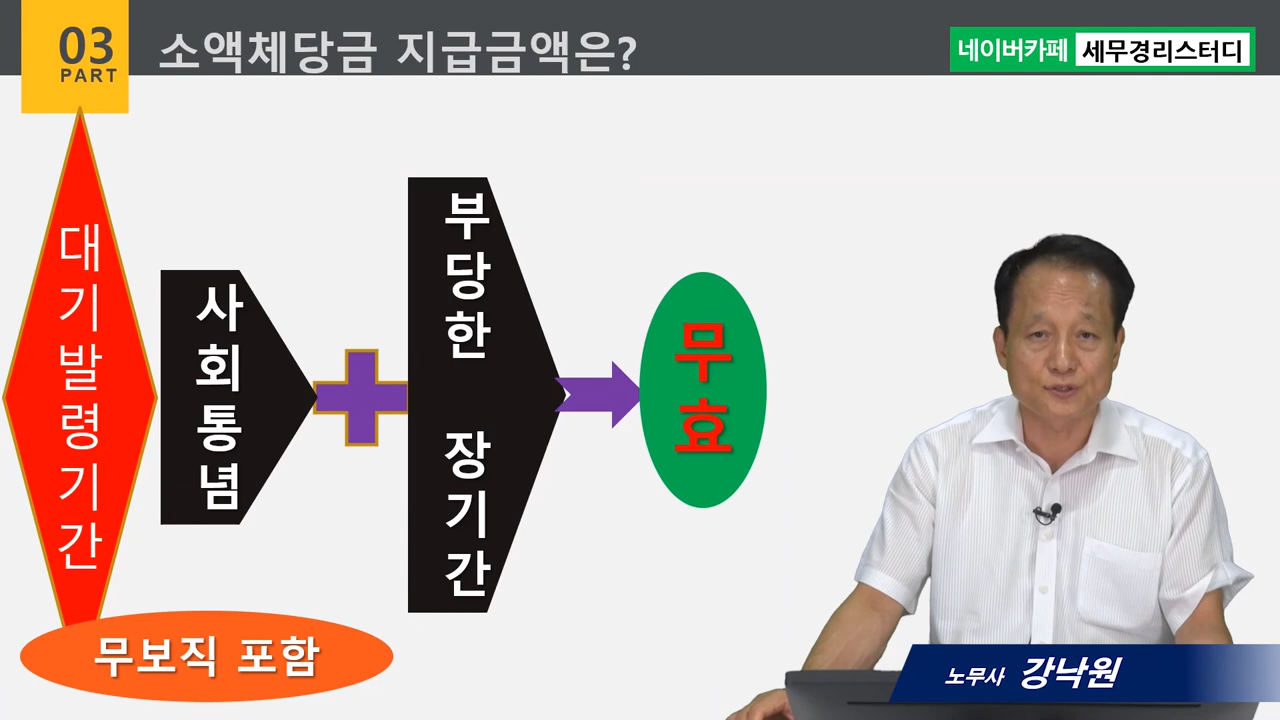 03
PART
소액체당금 지급금액은?
네이버카페 세무경리스터디
대기발령기간
사회통념
부당한 장기간
무효
무보직 포함
노무사 강낙원